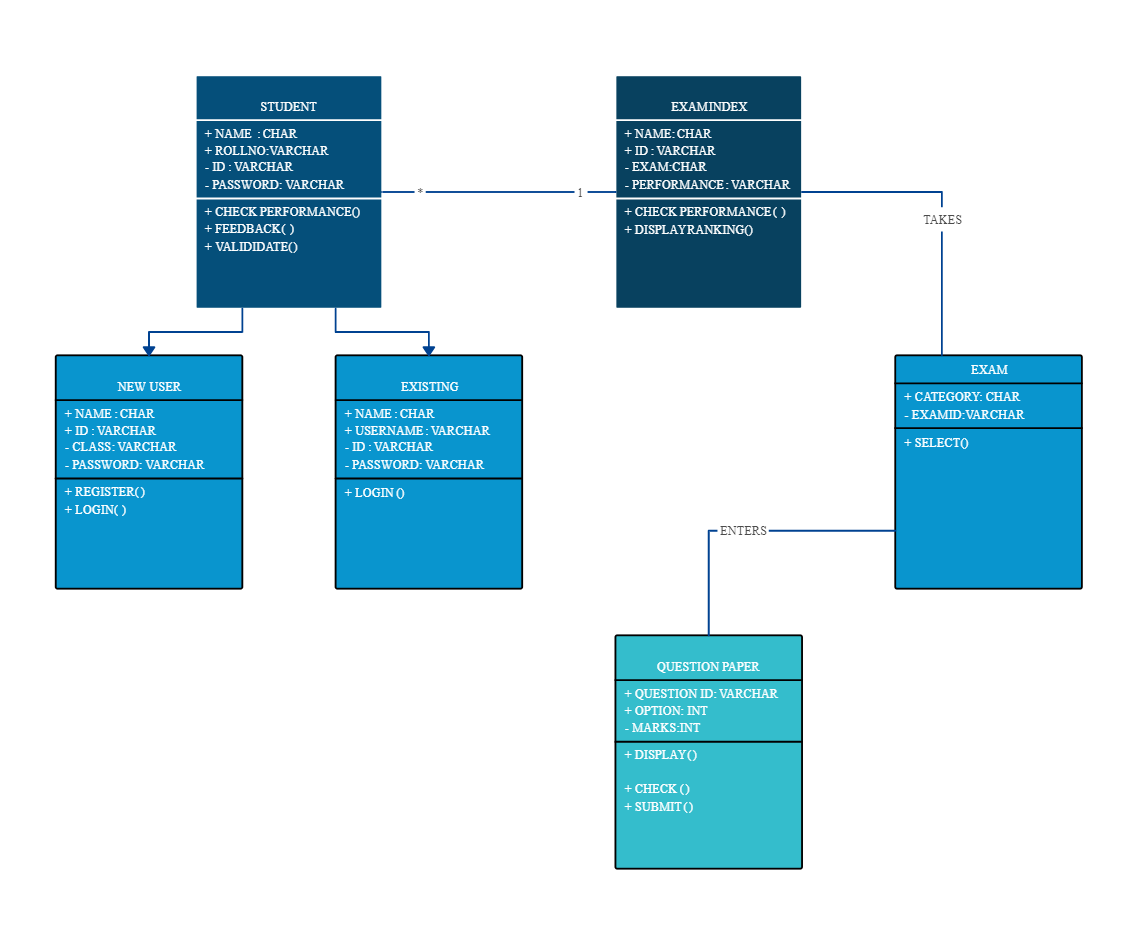 STUDENT
+ NAME : CHAR
+ ROLLNO:VARCHAR
- ID : VARCHAR
- PASSWORD: VARCHAR
+ CHECK PERFORMANCE()
+ FEEDBACK( )
+ VALIDIDATE()
*
1
EXAMINDEX
+ NAME: CHAR
+ ID : VARCHAR
- EXAM:CHAR
- PERFORMANCE : VARCHAR
+ CHECK PERFORMANCE ( )
+ DISPLAYRANKING()
TAKES
NEW USER
+ NAME : CHAR
+ ID : VARCHAR
- CLASS: VARCHAR
- PASSWORD: VARCHAR
+ REGISTER( )
+ LOGIN( )
EXISTING
+ NAME : CHAR
+ USERNAME : VARCHAR
- ID : VARCHAR
- PASSWORD: VARCHAR
+ LOGIN ()
EXAM
+ CATEGORY: CHAR
- EXAMID:VARCHAR
+ SELECT()
ENTERS
QUESTION PAPER
+ QUESTION ID: VARCHAR
+ OPTION: INT
- MARKS:INT
+ DISPLAY ( )
+ CHECK ( )
+ SUBMIT ( )